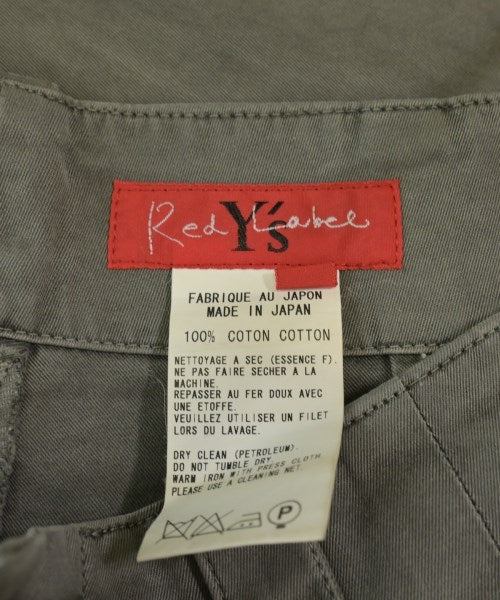 Red Y's Label
FABRIQUE AU JAPON
MADE IN JAPAN
100% COTON COTTON
NETTOYAGE A SEC (ESSENCE F).
NE PAS FAIRE SECHER A LA
MACHINE.
REPASSER AU FER DOUX AVEC
UNE ETOFFE.
VEUILLEZ UTILISER UN FILET
LORS DU LAVAGE.
DRY CLEAN (PETROLEUM).
DO NOT TUMBLE DRY.
WARM IRON WITH PRESS CLOTH.
PLEASE USE A CLEANING NET.
P